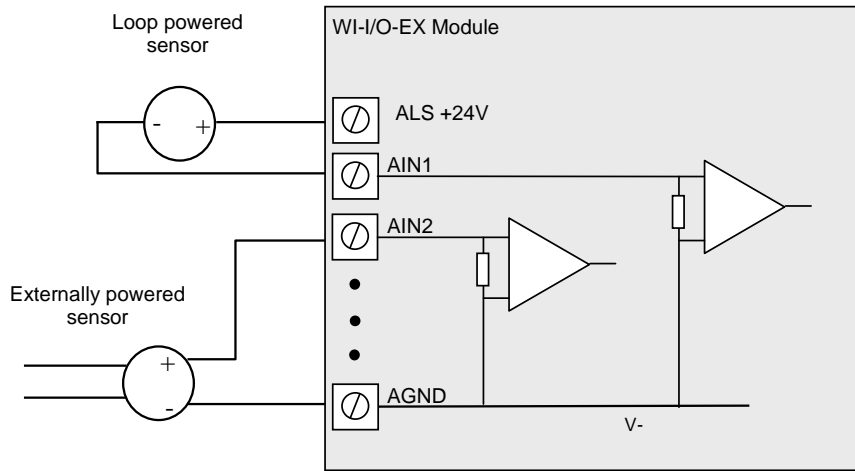 Loop powered
sensor
WI-I/O-EX Module
- +
ALS +24V
AIN1
AIN2
Externally powered
sensor
+
-
AGND
V-